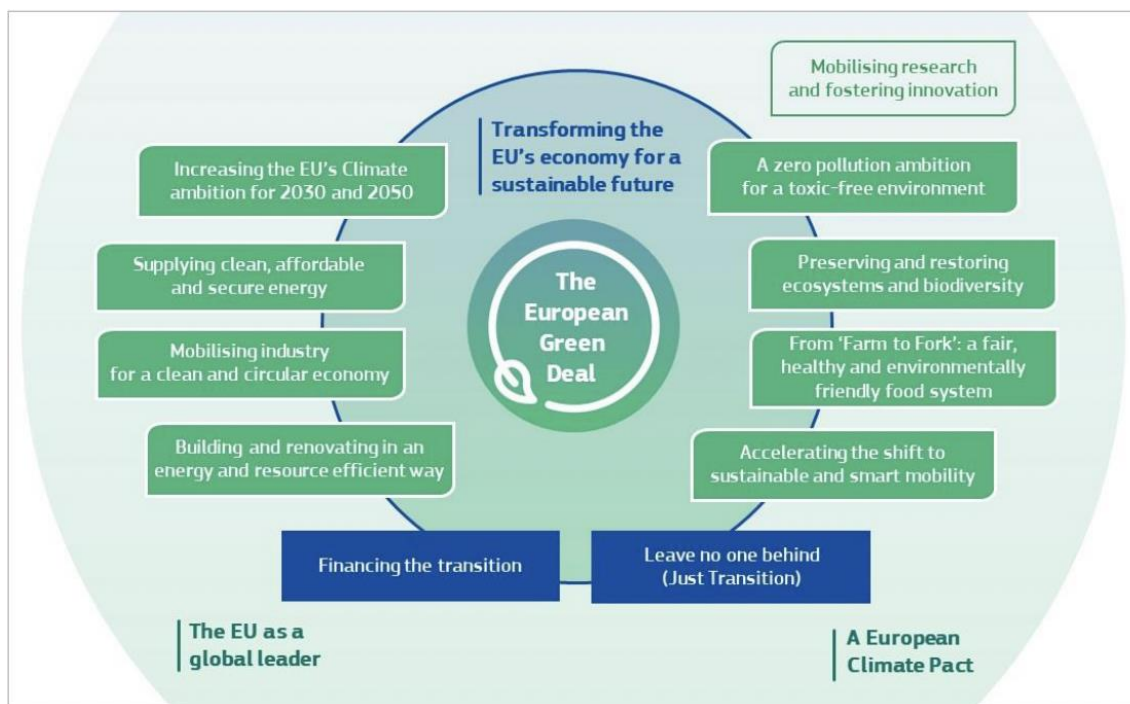 Mobilising research
and fostering innovation
Transforming the
EU's economy for a
sustainable future
Increasing the EU's Climate
ambition for 2030 and 2050
A zero pollution ambition
for a toxic-free environment
Supplying clean, affordable
and secure energy
Preserving and restoring
ecosystems and biodiversity
The
European
Green
Deal
Mobilising industry
for a clean and circular economy
From ‘Farm to Fork’: a fair,
healthy and environmentally
friendly food system
Building and renovating in an
energy and resource efficient way
Accelerating the shift to
sustainable and smart mobility
Financing the transition
Leave no one behind
(Just Transition)
The EU as a
global leader
A European
Climate Pact